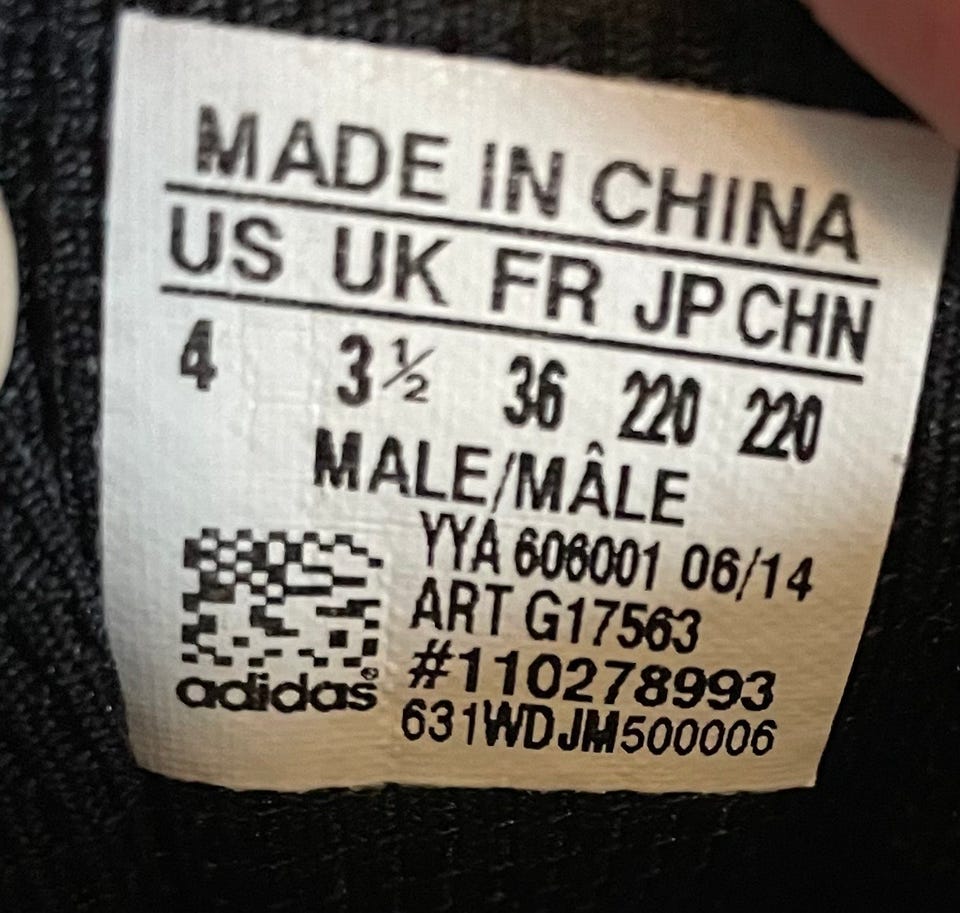 MADE IN CHINA
US UK FR JP CHN
4 3½ 36 220 220
MALE/MÂLE
YYA 606001 06/14
ART G17563
#110278993
adidas®
631WDJM500006